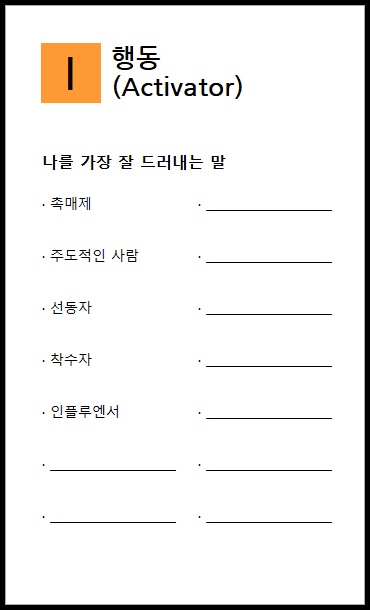 I
행동
(Activator)
나를 가장 잘 드러내는 말
· 촉매제 · 
· 주도적인 사람 · 
· 선동자 · 
· 착수자 · 
· 인플루엔서 · 
· · 
· ·